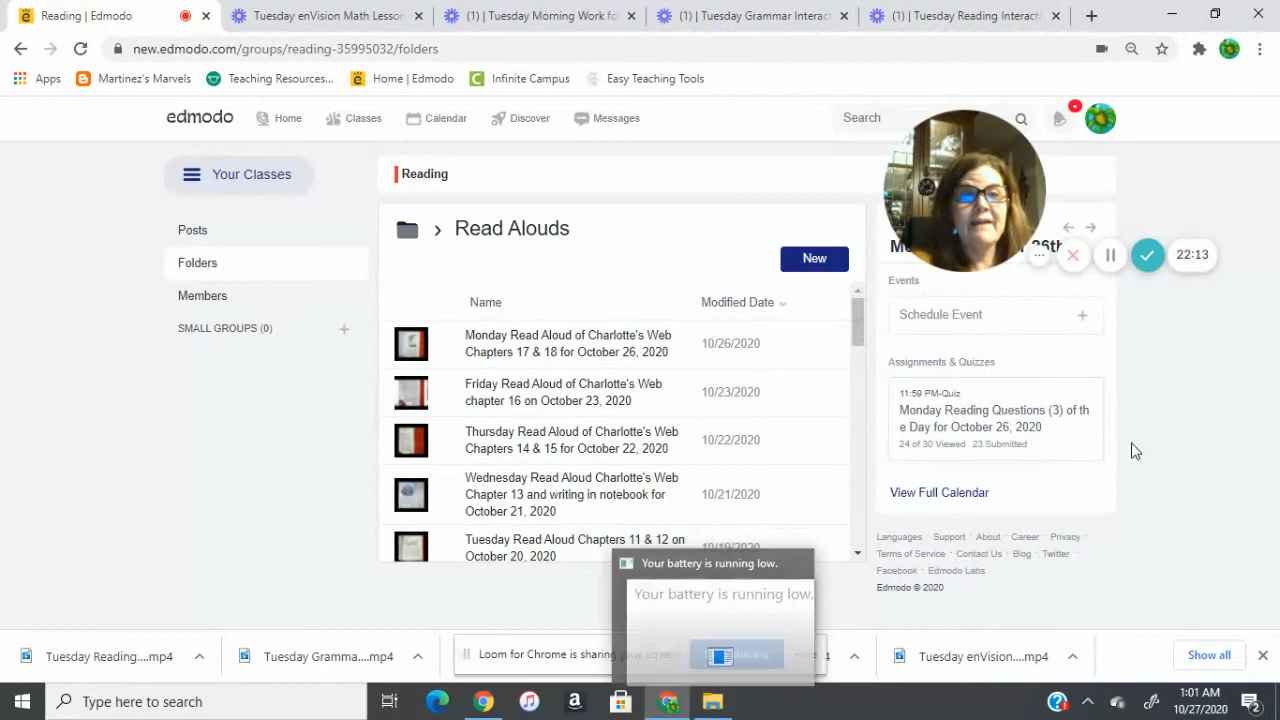 Reading | Edmodo
Tuesday enVision Math Lesson
(1) | Tuesday Morning Work for
(1) | Tuesday Grammar Interact
(1) | Tuesday Reading Interacti
new.edmodo.com/groups/reading-35995032/folders
Apps
Martinez's Marvels
Teaching Resources...
Home | Edmodo
Infinite Campus
Easy Teaching Tools
edmodo
Home
Classes
Calendar
Discover
Messages
Search
Your Classes
Posts
Folders
Members
SMALL GROUPS (0)
Reading
Read Alouds
New
Name
Modified Date
Monday Read Aloud of Charlotte's Web
Chapters 17 & 18 for October 26, 2020
10/26/2020
Friday Read Aloud of Charlotte's Web
chapter 16 on October 23, 2020
10/23/2020
Thursday Read Aloud of Charlotte's Web
Chapters 14 & 15 for October 22, 2020
10/22/2020
Wednesday Read Aloud Charlotte's Web
Chapter 13 and writing in notebook for
October 21, 2020
10/21/2020
Tuesday Read Aloud Chapters 11 & 12 on
October 20, 2020
10/19/2020
26th
22:13
Events
Schedule Event
Assignments & Quizzes
11:59 PM-Quiz
Monday Reading Questions (3) of th
e Day for October 26, 2020
24 of 30 Viewed 23 Submitted
View Full Calendar
Languages · Support · About · Career · Privacy ·
Terms of Service · Contact Us · Blog · Twitter ·
Facebook · Edmodo Labs
Edmodo © 2020
Your battery is running low.
Your battery is running low.
Tuesday Reading....mp4
Tuesday Gramma....mp4
Loom for Chrome is sharing your scree
Tuesday enVision....mp4
Show all
Type here to search
1:01 AM
10/27/2020
2